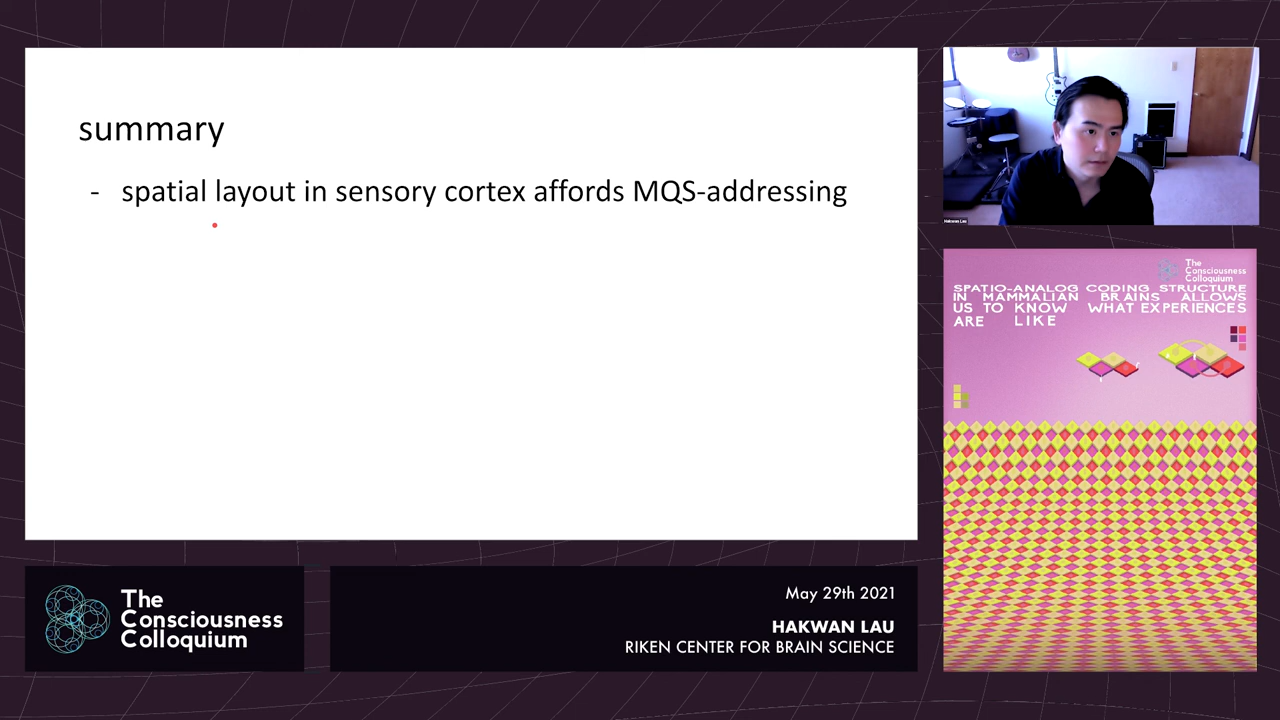 summary
- spatial layout in sensory cortex affords MQS-addressing
Hakwan Lau
The
Consciousness
Colloquium
SPATIO-ANALOG CODING STRUCTURE
IN MAMMALIAN BRAINS ALLOWS
US TO KNOW WHAT EXPERIENCES
ARE LIKE
The
Consciousness
Colloquium
May 29th 2021
HAKWAN LAU
RIKEN CENTER FOR BRAIN SCIENCE